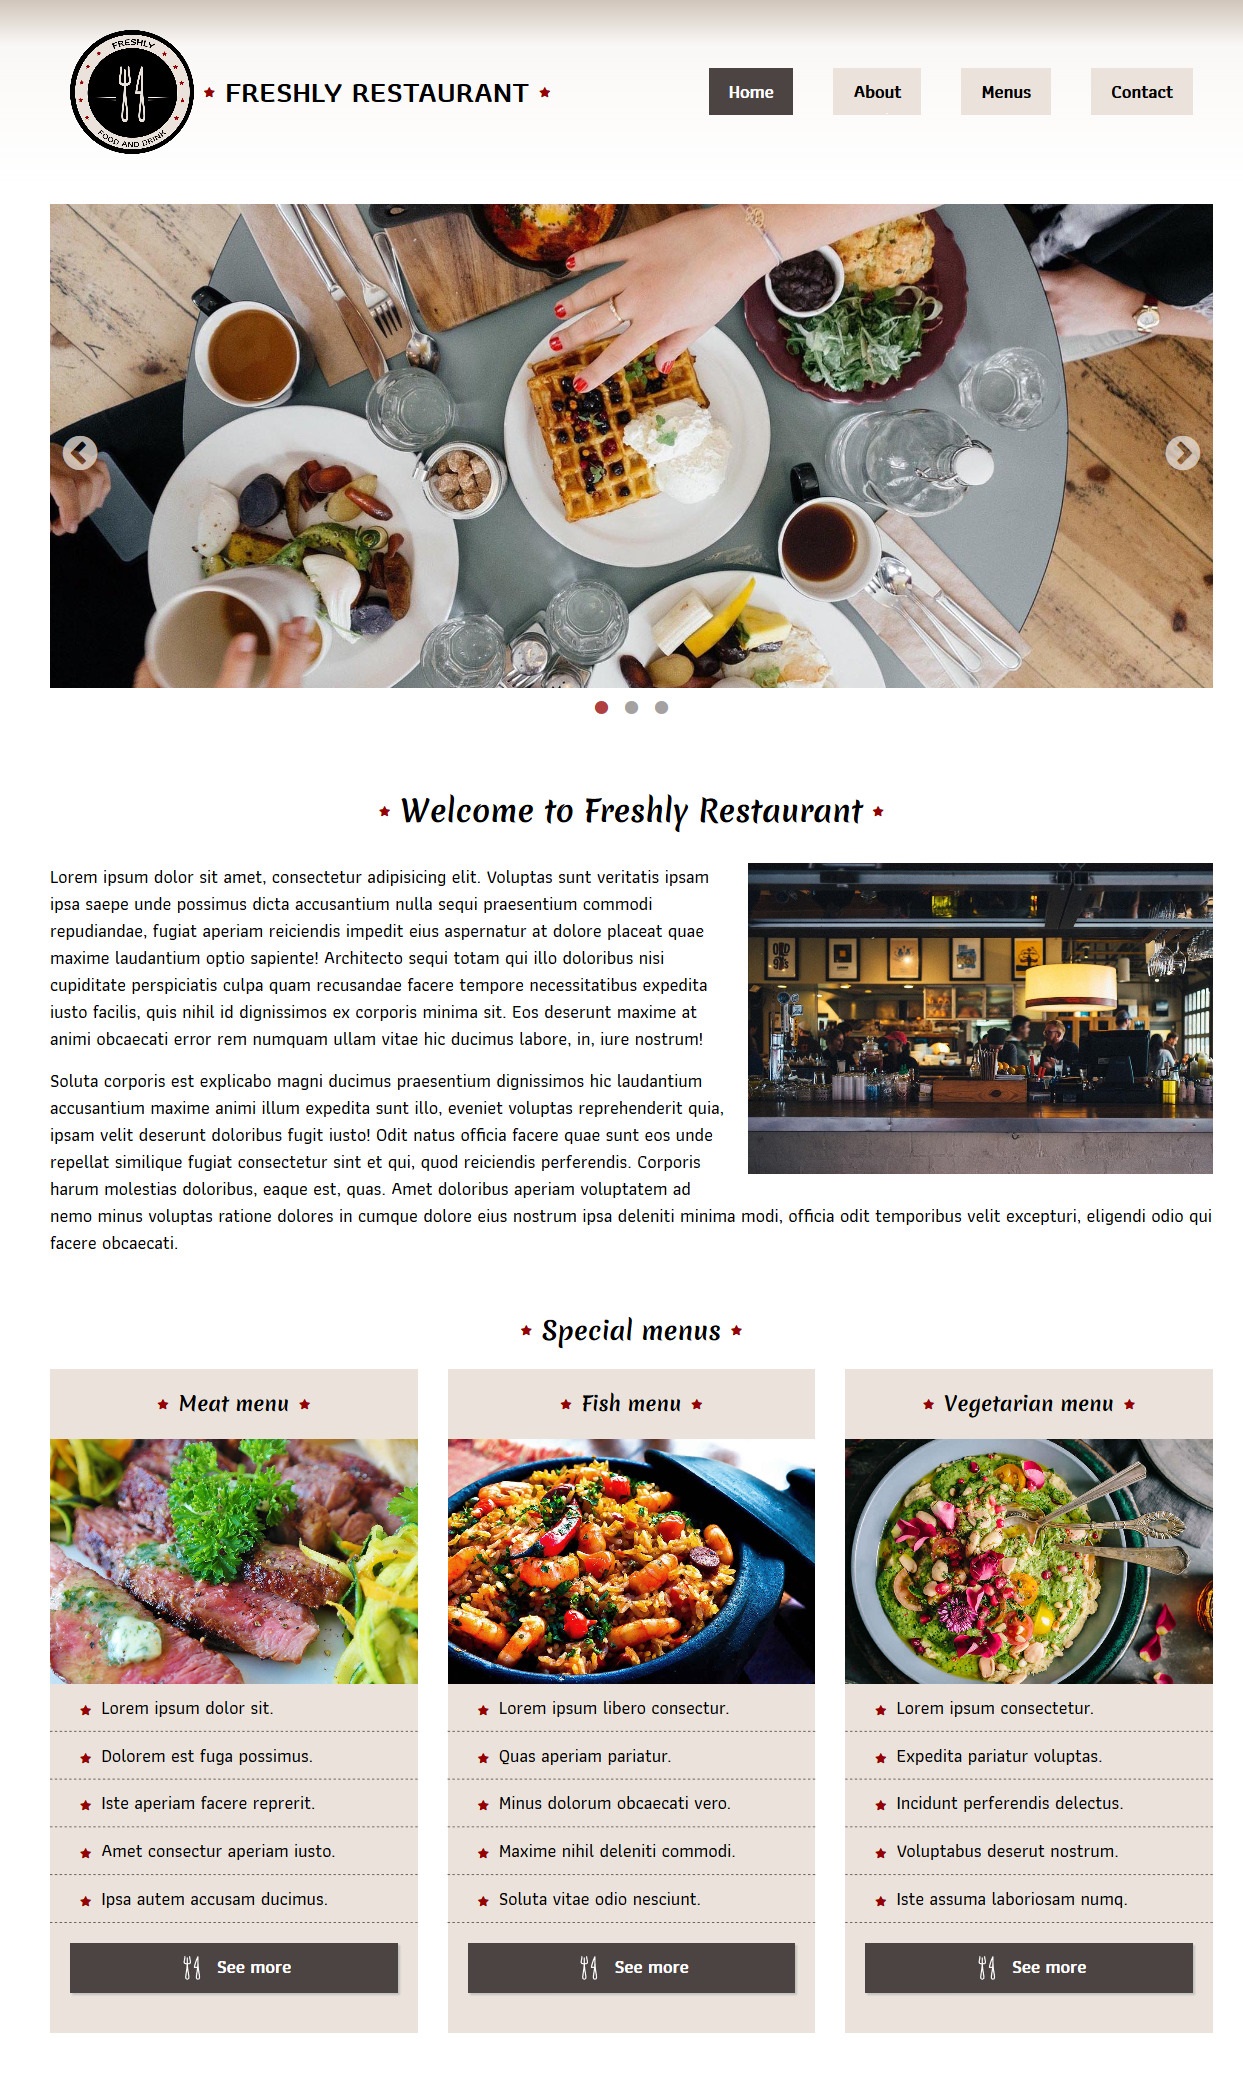 FRESHLY
FOOD AND DRINK
FRESHLY RESTAURANT
Home
About
Menus
Contact
Welcome to Freshly Restaurant
Lorem ipsum dolor sit amet, consectetur adipisicing elit. Voluptas sunt veritatis ipsam
ipsa saepe unde possimus dicta accusantium nulla sequi praesentium commodi
repudiandae, fugiat aperiam reiciendis impedit eius aspernatur at dolore placeat quae
maxime laudantium optio sapiente! Architecto sequi totam qui illo doloribus nisi
cupiditate perspiciatis culpa quam recusandae facere tempore necessitatibus expedita
iusto facilis, quis nihil id dignissimos ex corporis minima sit. Eos deserunt maxime at
animi obcaecati error rem numquam ullam vitae hic ducimus labore, in, iure nostrum!
OLD
Soluta corporis est explicabo magni ducimus praesentium dignissimos hic laudantium
accusantium maxime animi illum expedita sunt illo, eveniet voluptas reprehenderit quia,
ipsam velit deserunt doloribus fugit iusto! Odit natus officia facere quae sunt eos unde
repellat similique fugiat consectetur sint et qui, quod reiciendis perferendis. Corporis
harum molestias doloribus, eaque est, quas. Amet doloribus aperiam voluptatem ad
nemo minus voluptas ratione dolores in cumque dolore eius nostrum ipsa deleniti minima modi, officia odit temporibus velit excepturi, eligendi odio qui
facere obcaecati.
Special menus
Meat menu
Lorem ipsum dolor sit.
Dolorem est fuga possimus.
Iste aperiam facere reprerit.
Amet consectur aperiam iusto.
Ipsa autem accusam ducimus.
See more
Fish menu
Lorem ipsum libero consectur.
Quas aperiam pariatur.
Minus dolorum obcaecati vero.
Maxime nihil deleniti commodi.
Soluta vitae odio nesciunt.
See more
Vegetarian menu
Lorem ipsum consectetur.
Expedita pariatur voluptas.
Incidunt perferendis delectus.
Voluptabus deserut nostrum.
Iste assuma laboriosam numq.
See more